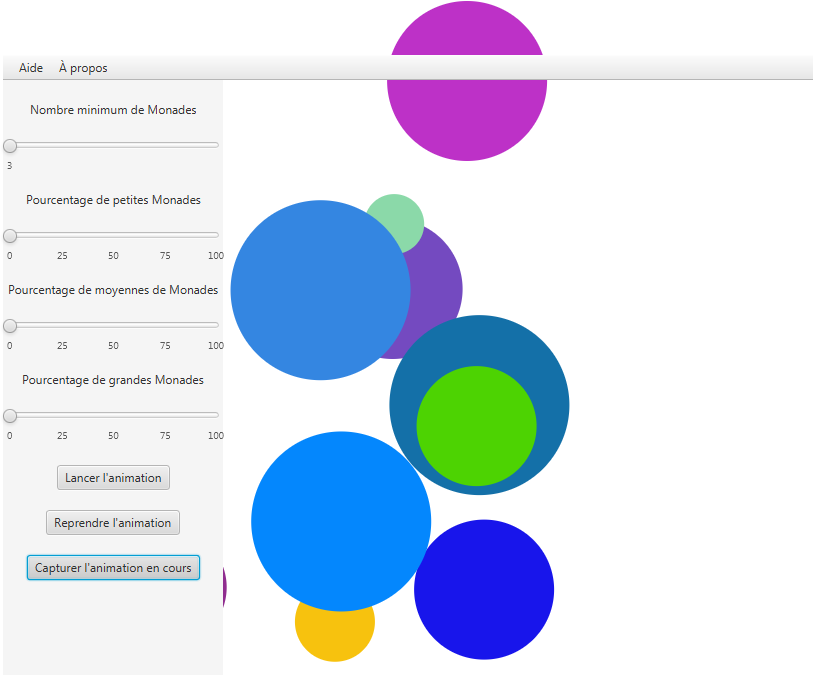 Aide À propos
Nombre minimum de Monades
3
Pourcentage de petites Monades
0 25 50 75 100
Pourcentage de moyennes de Monades
0 25 50 75 100
Pourcentage de grandes Monades
0 25 50 75 100
Lancer l'animation
Reprendre l'animation
Capturer l'animation en cours